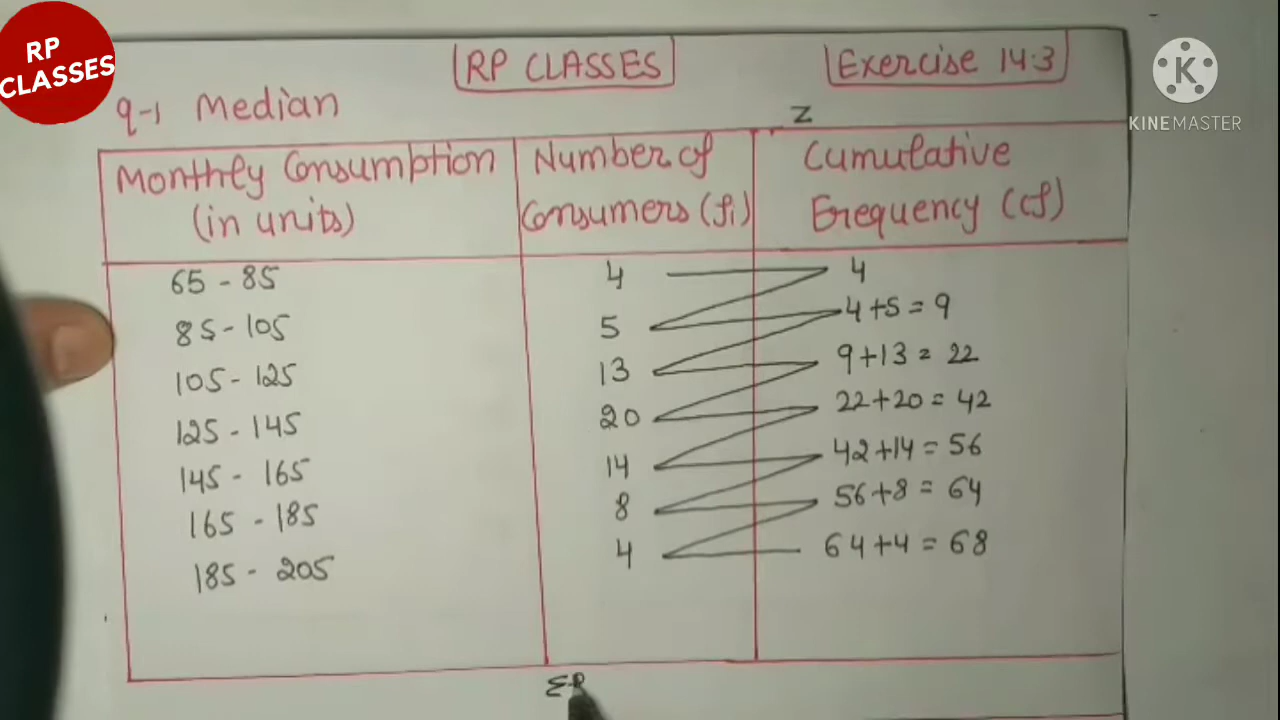 RP
CLASSES
RP CLASSES
Exercise 14.3
K
KINEMASTER
q-1 Median
Z
Monthly Consumption
(in units)
Number of
Consumers (fi)
Cumulative
Frequency (cf)
65 - 85 4 4
85 - 105 5 4+5 = 9
105 - 125 13 9+13 = 22
125 - 145 20 22+20 = 42
145 - 165 14 42+14 = 56
165 - 185 8 56+8 = 64
185 - 205 4 64+4 = 68
Σ